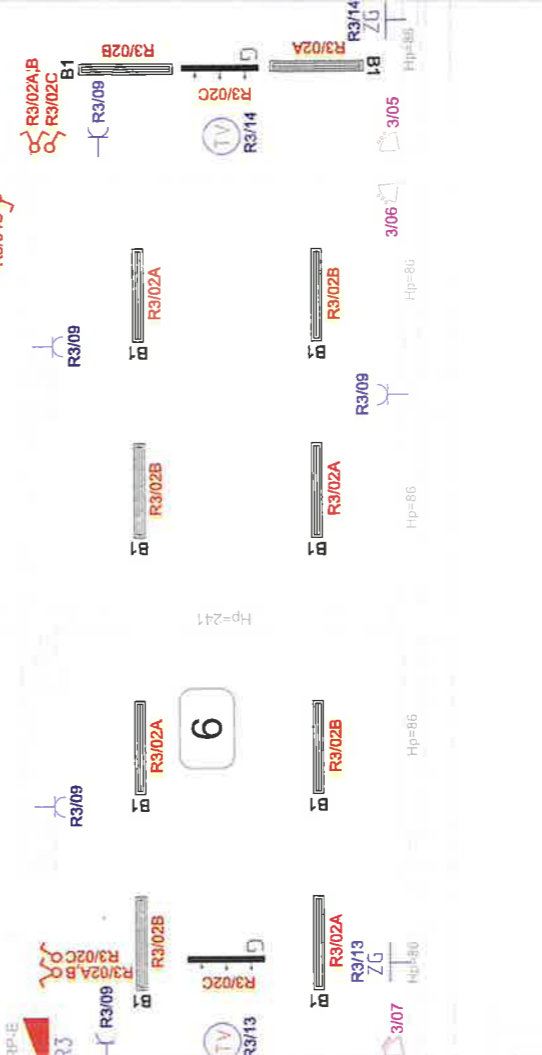 R3/02A;B
R3/02C
B1
R3/02B
R3/09
R3/02C
G
TV
R3/14
R3/02A
B1
R3/14
ZG
Hp=86
3/05
3/06
R3/09
R3/02A
B1
R3/02B
B1
Hp=86
R3/09
R3/02B
B1
R3/02A
B1
Hp=86
Hp=241
R3/09
R3/02A
B1
6
R3/02B
B1
Hp=86
RP-E
R3
R3/02C
R3/02A,B
R3/09
R3/02B
B1
R3/02C
G
TV
R3/13
R3/02A
B1
R3/13
ZG
Hp=86
3/07